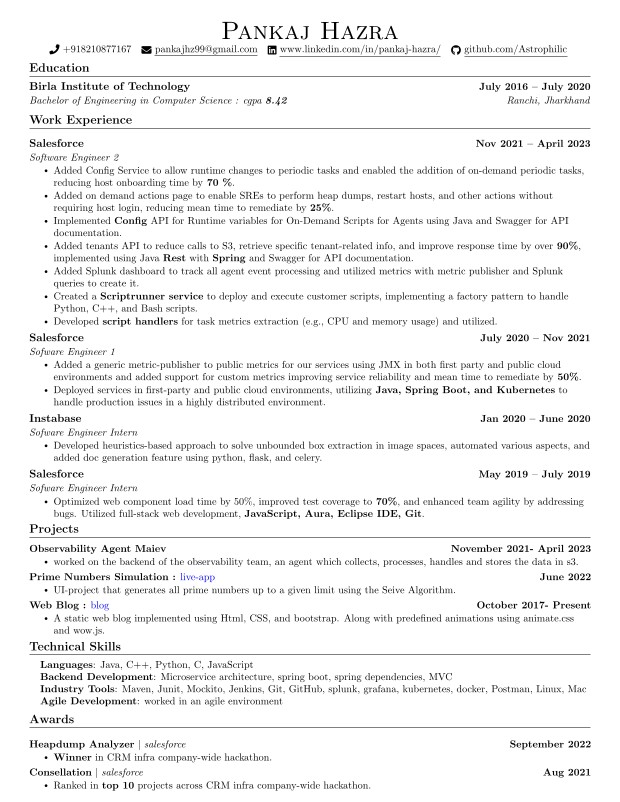 PANKAJ HAZRA
+918210877167 pankajhz99@gmail.com www.linkedin.com/in/pankaj-hazra/ github.com/Astrophilic
Education
Birla Institute of Technology July 2016 – July 2020
Bachelor of Engineering in Computer Science : cgpa 8.42 Ranchi, Jharkhand
Work Experience
Salesforce Nov 2021 – April 2023
Software Engineer 2
• Added Config Service to allow runtime changes to periodic tasks and enabled the addition of on-demand periodic tasks,
reducing host onboarding time by 70 %.
• Added on demand actions page to enable SREs to perform heap dumps, restart hosts, and other actions without
requiring host login, reducing mean time to remediate by 25%.
• Implemented Config API for Runtime variables for On-Demand Scripts for Agents using Java and Swagger for API
documentation.
• Added tenants API to reduce calls to S3, retrieve specific tenant-related info, and improve response time by over 90%,
implemented using Java Rest with Spring and Swagger for API documentation.
• Added Splunk dashboard to track all agent event processing and utilized metrics with metric publisher and Splunk
queries to create it.
• Created a Scriptrunner service to deploy and execute customer scripts, implementing a factory pattern to handle
Python, C++, and Bash scripts.
• Developed script handlers for task metrics extraction (e.g., CPU and memory usage) and utilized.
Salesforce July 2020 – Nov 2021
Sofware Engineer 1
• Added a generic metric-publisher to public metrics for our services using JMX in both first party and public cloud
environments and added support for custom metrics improving service reliability and mean time to remediate by 50%.
• Deployed services in first-party and public cloud environments, utilizing Java, Spring Boot, and Kubernetes to
handle production issues in a highly distributed environment.
Instabase Jan 2020 – June 2020
Sofware Engineer Intern
• Developed heuristics-based approach to solve unbounded box extraction in image spaces, automated various aspects, and
added doc generation feature using python, flask, and celery.
Salesforce May 2019 – July 2019
Sofware Engineer Intern
• Optimized web component load time by 50%, improved test coverage to 70%, and enhanced team agility by addressing
bugs. Utilized full-stack web development, JavaScript, Aura, Eclipse IDE, Git.
Projects
Observability Agent Maiev November 2021- April 2023
• worked on the backend of the observability team, an agent which collects, processes, handles and stores the data in s3.
Prime Numbers Simulation : live-app June 2022
• UI-project that generates all prime numbers up to a given limit using the Seive Algorithm.
Web Blog : blog October 2017- Present
• A static web blog implemented using Html, CSS, and bootstrap. Along with predefined animations using animate.css
and wow.js.
Technical Skills
Languages: Java, C++, Python, C, JavaScript
Backend Development: Microservice architecture, spring boot, spring dependencies, MVC
Industry Tools: Maven, Junit, Mockito, Jenkins, Git, GitHub, splunk, grafana, kubernetes, docker, Postman, Linux, Mac
Agile Development: worked in an agile environment
Awards
Heapdump Analyzer | salesforce September 2022
• Winner in CRM infra company-wide hackathon.
Consellation | salesforce Aug 2021
• Ranked in top 10 projects across CRM infra company-wide hackathon.